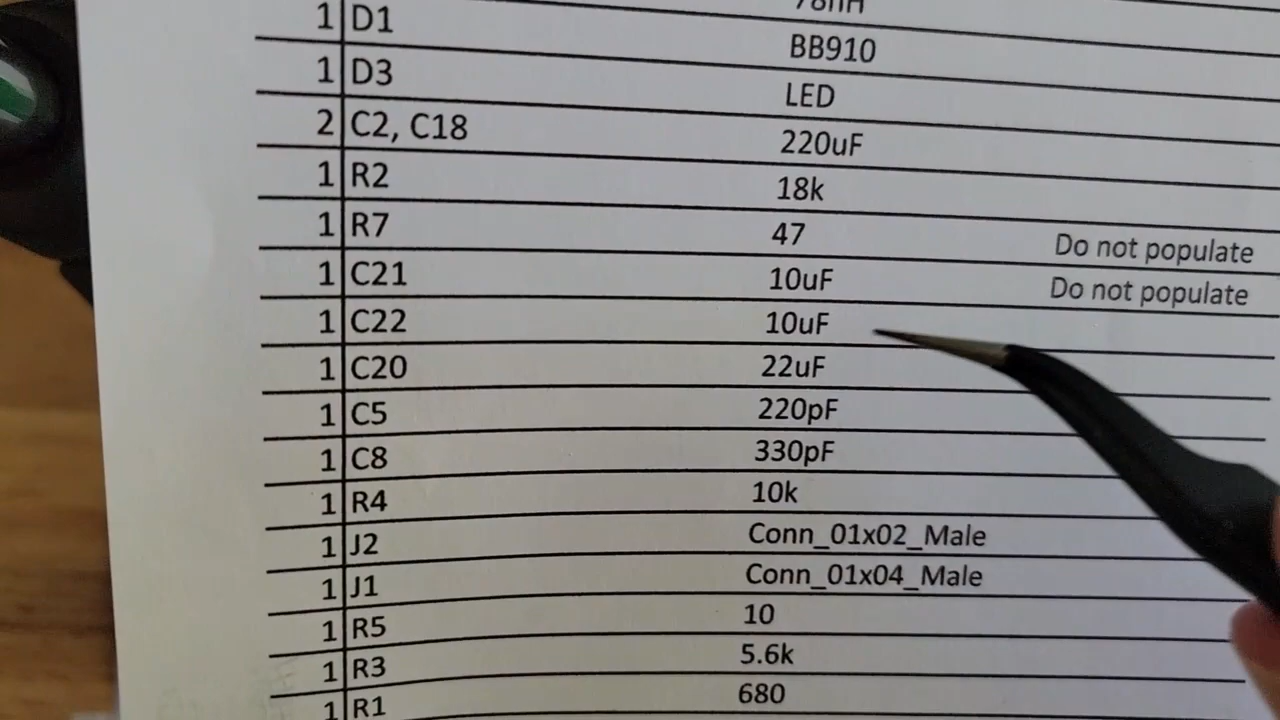 1 D1 BB910
1 D3 LED
2 C2, C18 220uF
1 R2 18k
1 R7 47 Do not populate
1 C21 10uF Do not populate
1 C22 10uF
1 C20 22uF
1 C5 220pF
1 C8 330pF
1 R4 10k
1 J2 Conn_01x02_Male
1 J1 Conn_01x04_Male
1 R5 10
1 R3 5.6k
1 R1 680